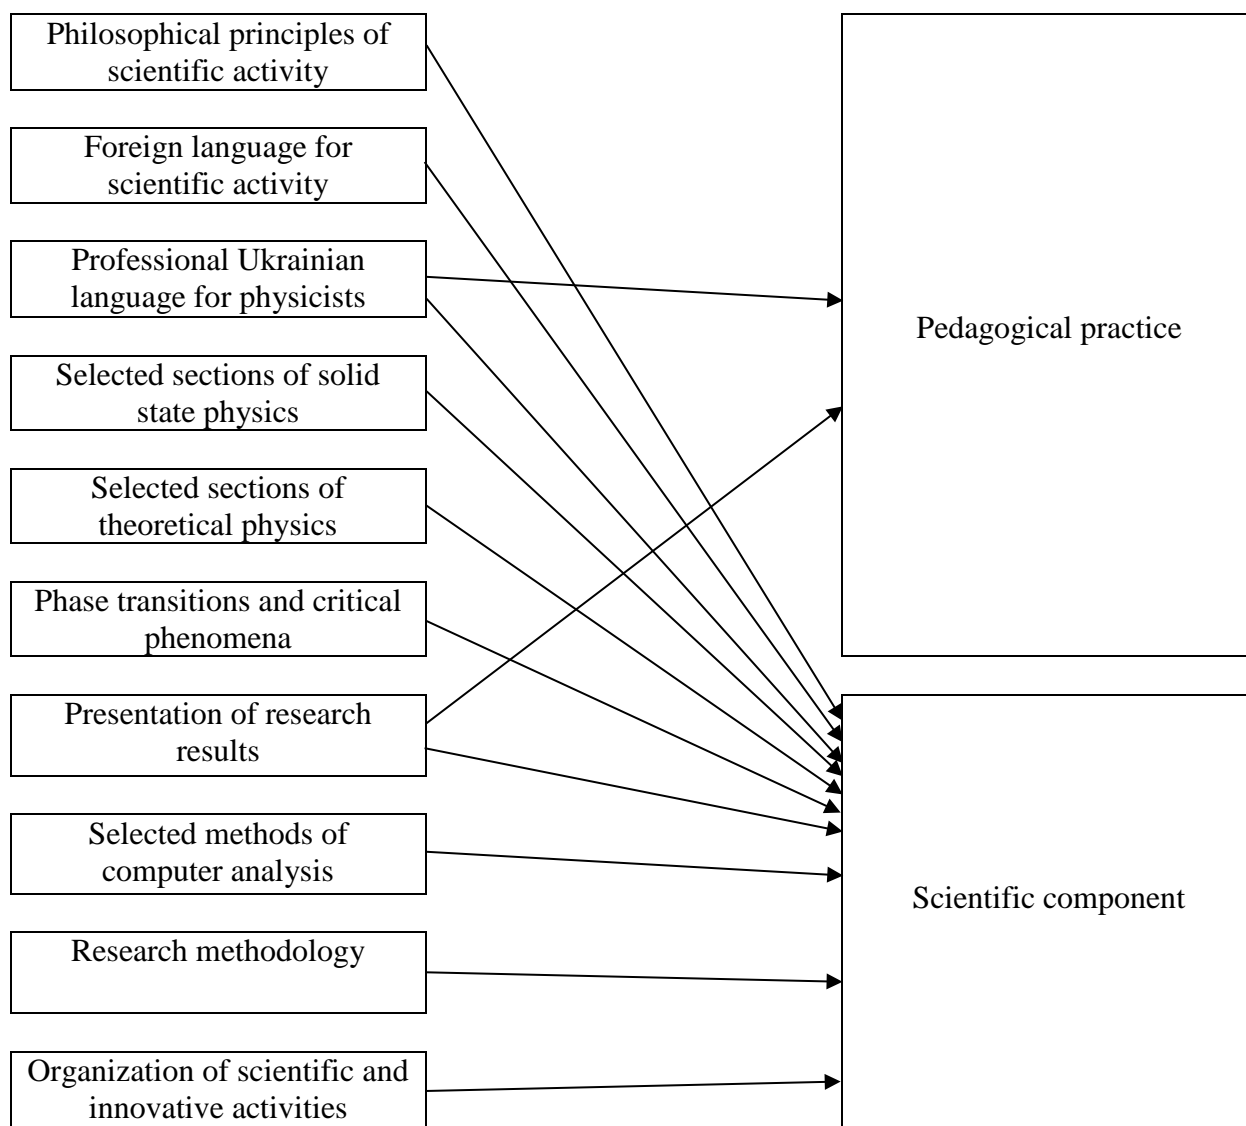 Philosophical principles of
scientific activity
Foreign language for
scientific activity
Professional Ukrainian
language for physicists
Selected sections of solid
state physics
Selected sections of
theoretical physics
Phase transitions and critical
phenomena
Presentation of research
results
Selected methods of
computer analysis
Research methodology
Organization of scientific and
innovative activities
Pedagogical practice
Scientific component